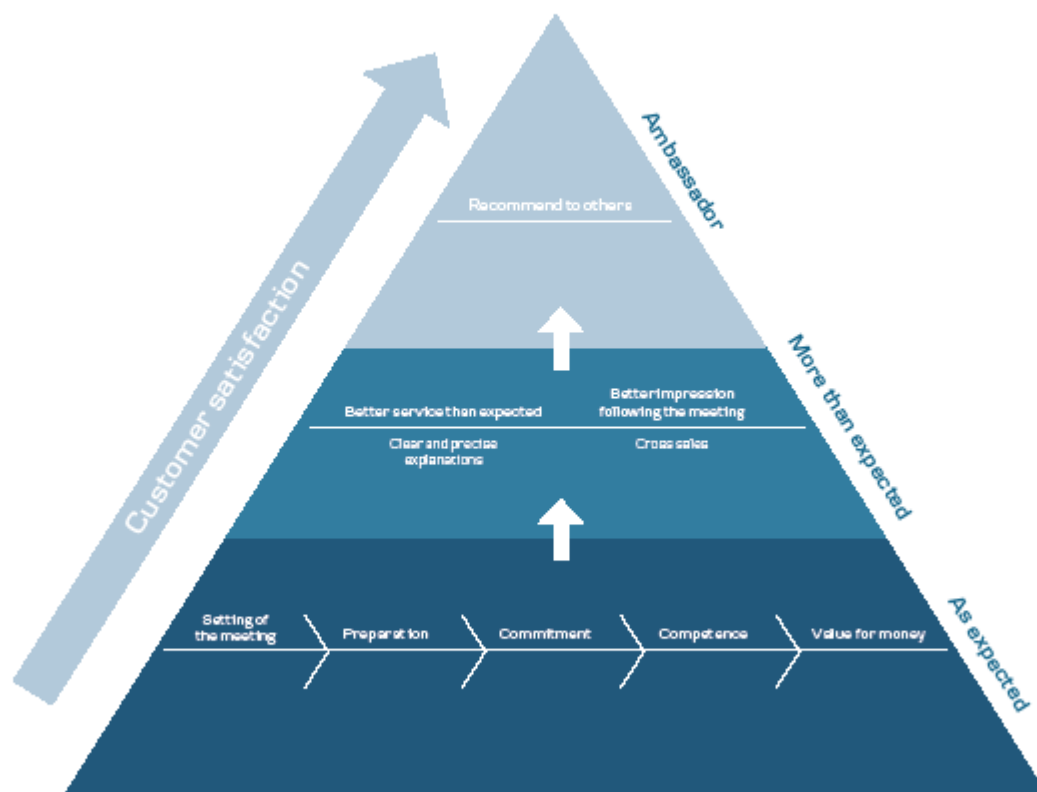 Customer satisfaction
Ambassador
Recommend to others
More than expected
Better service than expected
Clear and precise
explanations
Better impression
following the meeting
Cross sales
As expected
Setting of
the meeting
Preparation
Commitment
Competence
Value for money